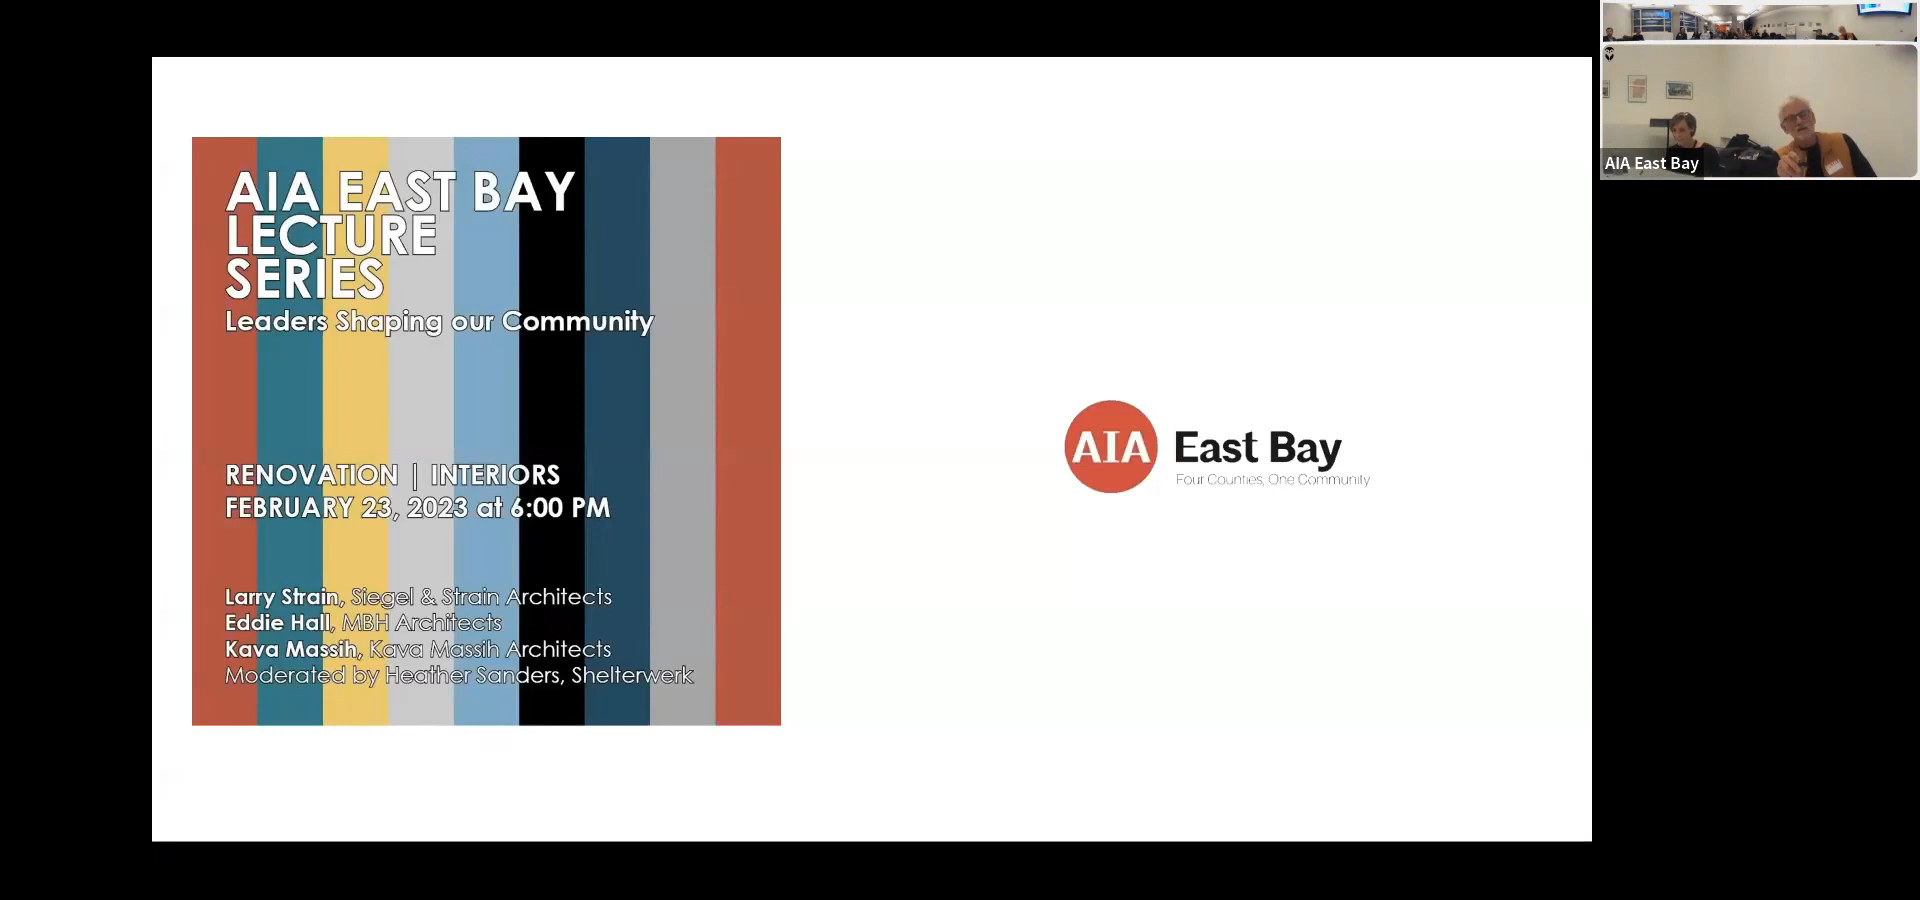 AIA EAST BAY
LECTURE
SERIES
Leaders Shaping our Community
RENOVATION | INTERIORS
FEBRUARY 23, 2023 at 6:00 PM
Larry Strain, Siegel & Strain Architects
Eddie Hall, MBH Architects
Kava Massih, Kava Massih Architects
Moderated by Heather Sanders, Shelterwerk
AIA East Bay
Four Counties, One Community
AIA East Bay